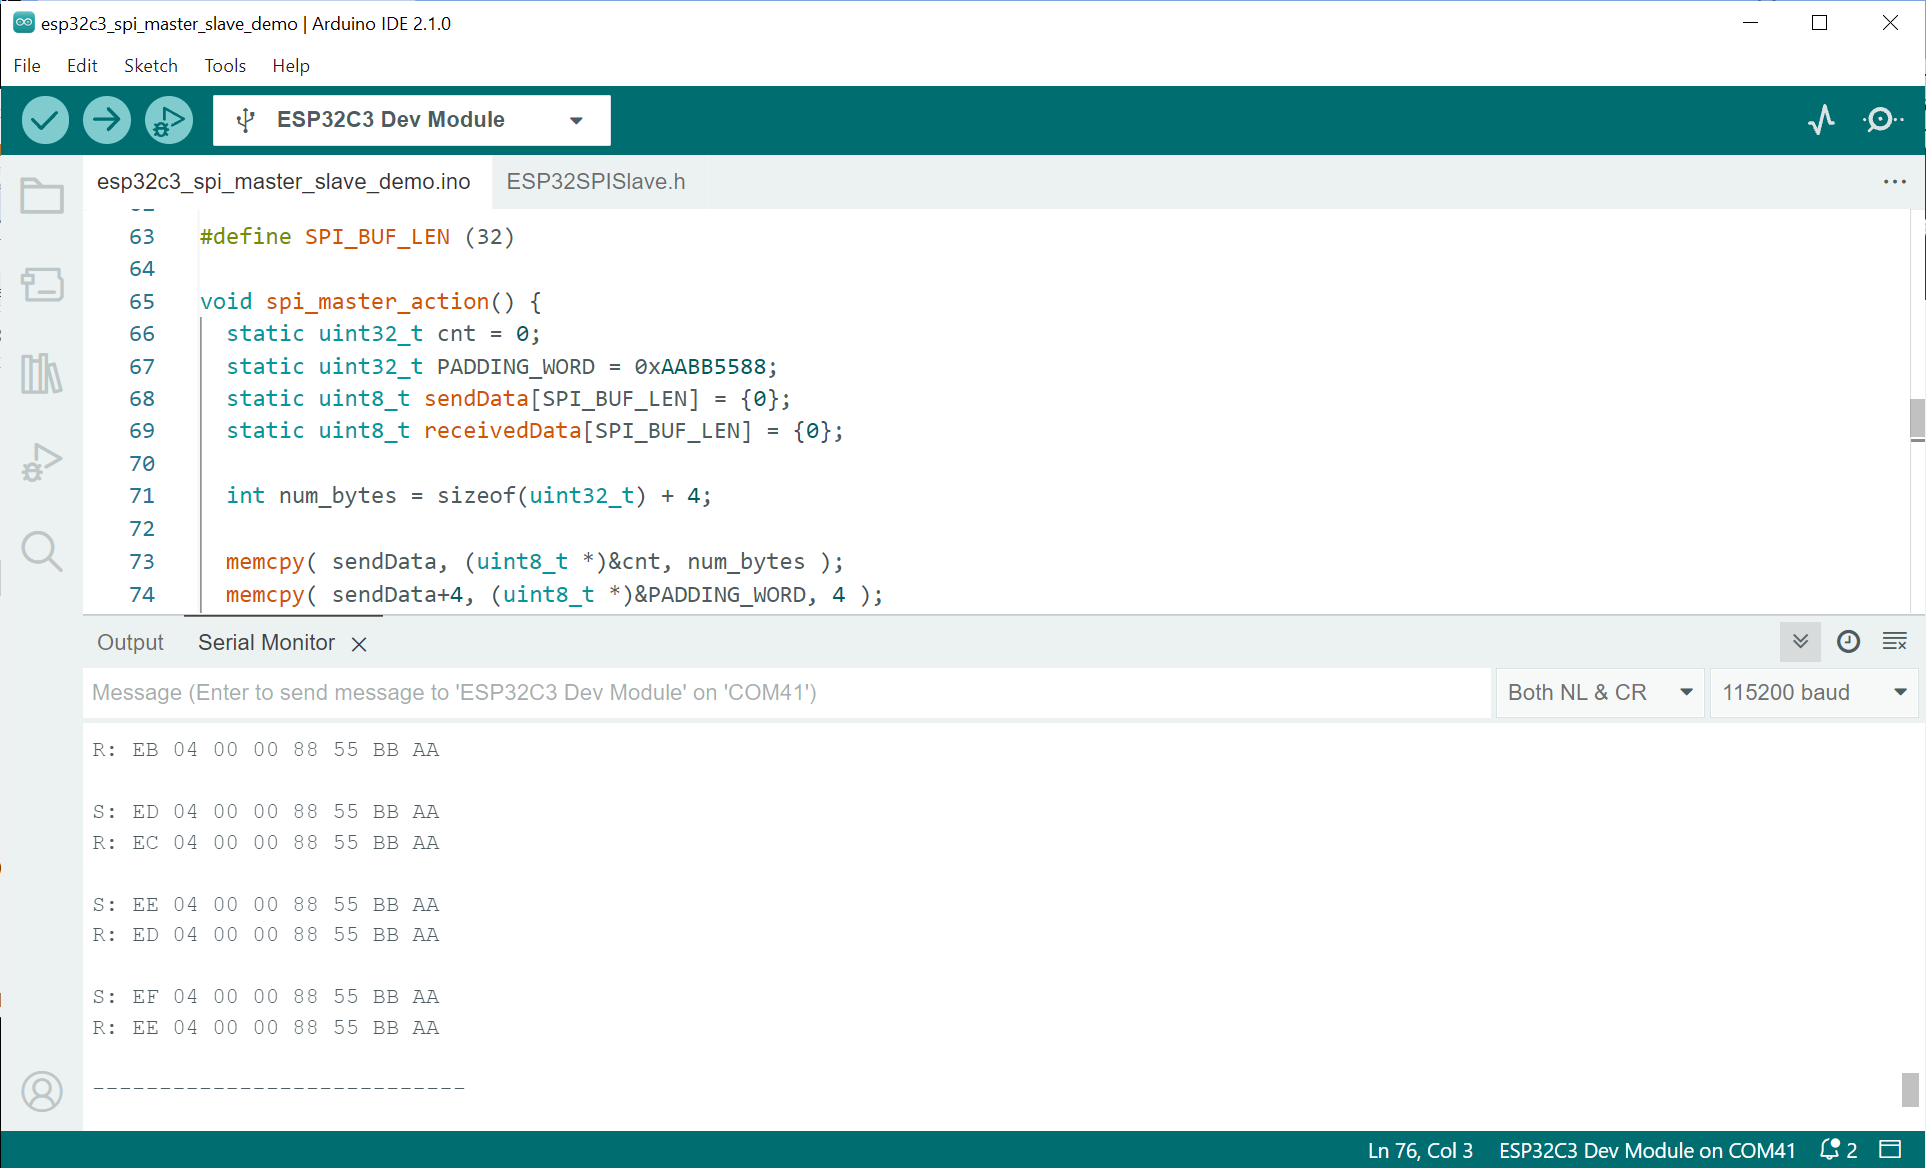 esp32c3_spi_master_slave_demo | Arduino IDE 2.1.0
File Edit Sketch Tools Help
ESP32C3 Dev Module
esp32c3_spi_master_slave_demo.ino ESP32SPISlave.h ...
63 #define SPI_BUF_LEN (32)
64
65 void spi_master_action() {
66 static uint32_t cnt = 0;
67 static uint32_t PADDING_WORD = 0xAABB5588;
68 static uint8_t sendData[SPI_BUF_LEN] = {0};
69 static uint8_t receivedData[SPI_BUF_LEN] = {0};
70
71 int num_bytes = sizeof(uint32_t) + 4;
72
73 memcpy( sendData, (uint8_t *)&cnt, num_bytes );
74 memcpy( sendData+4, (uint8_t *)&PADDING_WORD, 4 );
Output Serial Monitor
Message (Enter to send message to 'ESP32C3 Dev Module' on 'COM41') Both NL & CR 115200 baud
R: EB 04 00 00 88 55 BB AA
S: ED 04 00 00 88 55 BB AA
R: EC 04 00 00 88 55 BB AA
S: EE 04 00 00 88 55 BB AA
R: ED 04 00 00 88 55 BB AA
S: EF 04 00 00 88 55 BB AA
R: EE 04 00 00 88 55 BB AA
----------------------------
Ln 76, Col 3 ESP32C3 Dev Module on COM41 2